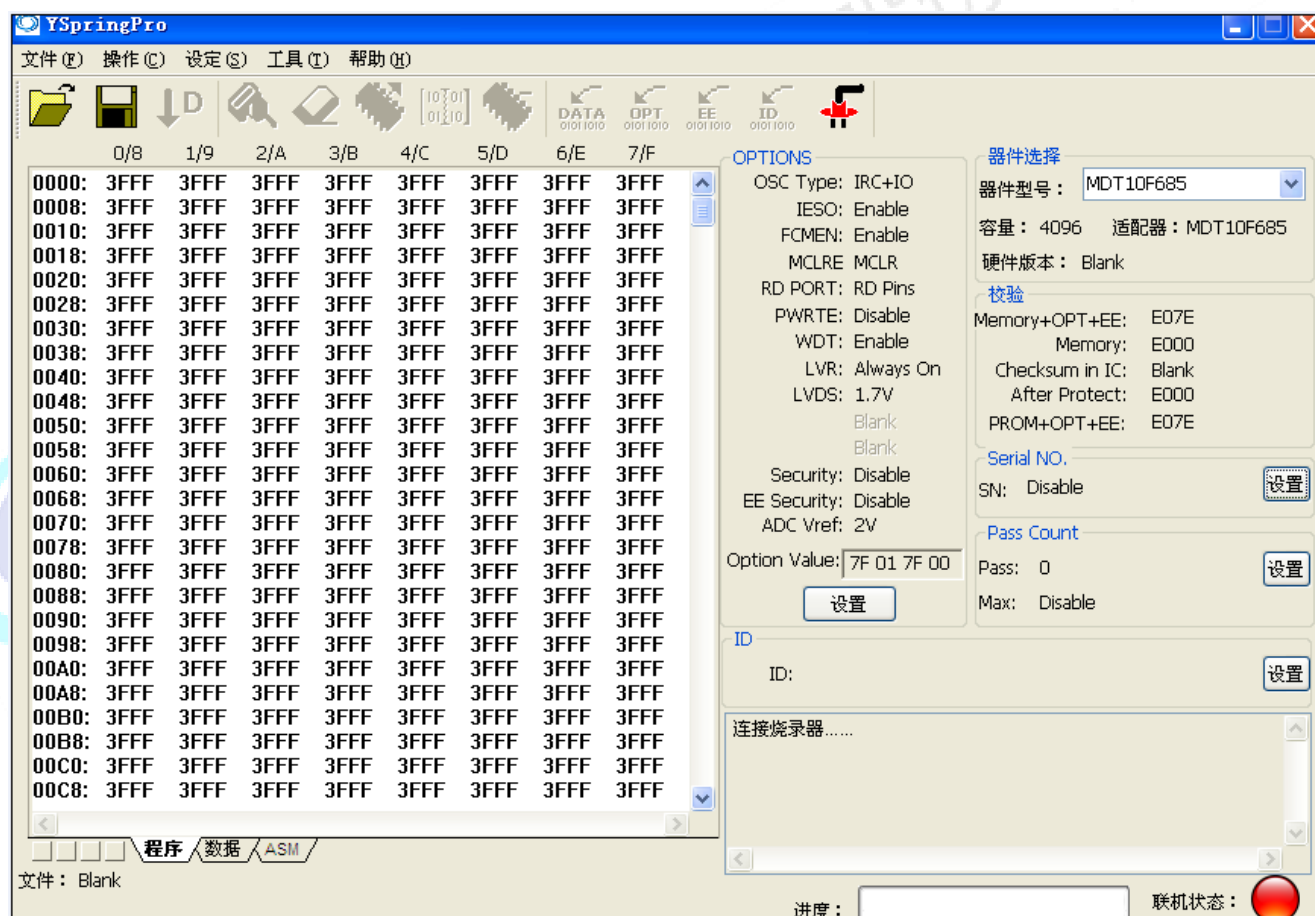 YSpringPro
文件(F) 操作(C) 设定(S) 工具(T) 帮助(H)
D DATA OPT EE ID
0/8 1/9 2/A 3/B 4/C 5/D 6/E 7/F
0000: 3FFF 3FFF 3FFF 3FFF 3FFF 3FFF 3FFF 3FFF
0008: 3FFF 3FFF 3FFF 3FFF 3FFF 3FFF 3FFF 3FFF
0010: 3FFF 3FFF 3FFF 3FFF 3FFF 3FFF 3FFF 3FFF
0018: 3FFF 3FFF 3FFF 3FFF 3FFF 3FFF 3FFF 3FFF
0020: 3FFF 3FFF 3FFF 3FFF 3FFF 3FFF 3FFF 3FFF
0028: 3FFF 3FFF 3FFF 3FFF 3FFF 3FFF 3FFF 3FFF
0030: 3FFF 3FFF 3FFF 3FFF 3FFF 3FFF 3FFF 3FFF
0038: 3FFF 3FFF 3FFF 3FFF 3FFF 3FFF 3FFF 3FFF
0040: 3FFF 3FFF 3FFF 3FFF 3FFF 3FFF 3FFF 3FFF
0048: 3FFF 3FFF 3FFF 3FFF 3FFF 3FFF 3FFF 3FFF
0050: 3FFF 3FFF 3FFF 3FFF 3FFF 3FFF 3FFF 3FFF
0058: 3FFF 3FFF 3FFF 3FFF 3FFF 3FFF 3FFF 3FFF
0060: 3FFF 3FFF 3FFF 3FFF 3FFF 3FFF 3FFF 3FFF
0068: 3FFF 3FFF 3FFF 3FFF 3FFF 3FFF 3FFF 3FFF
0070: 3FFF 3FFF 3FFF 3FFF 3FFF 3FFF 3FFF 3FFF
0078: 3FFF 3FFF 3FFF 3FFF 3FFF 3FFF 3FFF 3FFF
0080: 3FFF 3FFF 3FFF 3FFF 3FFF 3FFF 3FFF 3FFF
0088: 3FFF 3FFF 3FFF 3FFF 3FFF 3FFF 3FFF 3FFF
0090: 3FFF 3FFF 3FFF 3FFF 3FFF 3FFF 3FFF 3FFF
0098: 3FFF 3FFF 3FFF 3FFF 3FFF 3FFF 3FFF 3FFF
00A0: 3FFF 3FFF 3FFF 3FFF 3FFF 3FFF 3FFF 3FFF
00A8: 3FFF 3FFF 3FFF 3FFF 3FFF 3FFF 3FFF 3FFF
00B0: 3FFF 3FFF 3FFF 3FFF 3FFF 3FFF 3FFF 3FFF
00B8: 3FFF 3FFF 3FFF 3FFF 3FFF 3FFF 3FFF 3FFF
00C0: 3FFF 3FFF 3FFF 3FFF 3FFF 3FFF 3FFF 3FFF
00C8: 3FFF 3FFF 3FFF 3FFF 3FFF 3FFF 3FFF 3FFF
程序 数据 ASM
文件： Blank
OPTIONS
OSC Type: IRC+IO
IESO: Enable
FCMEN: Enable
MCLRE MCLR
RD PORT: RD Pins
PWRTE: Disable
WDT: Enable
LVR: Always On
LVDS: 1.7V
Blank
Blank
Security: Disable
EE Security: Disable
ADC Vref: 2V
Option Value: 7F 01 7F 00
设置
器件选择
器件型号： MDT10F685
容量： 4096 适配器：MDT10F685
硬件版本： Blank
校验
Memory+OPT+EE: E07E
Memory: E000
Checksum in IC: Blank
After Protect: E000
PROM+OPT+EE: E07E
Serial NO.
SN: Disable 设置
Pass Count
Pass: 0 设置
Max: Disable
ID
ID: 设置
连接烧录器......
进度： 联机状态：